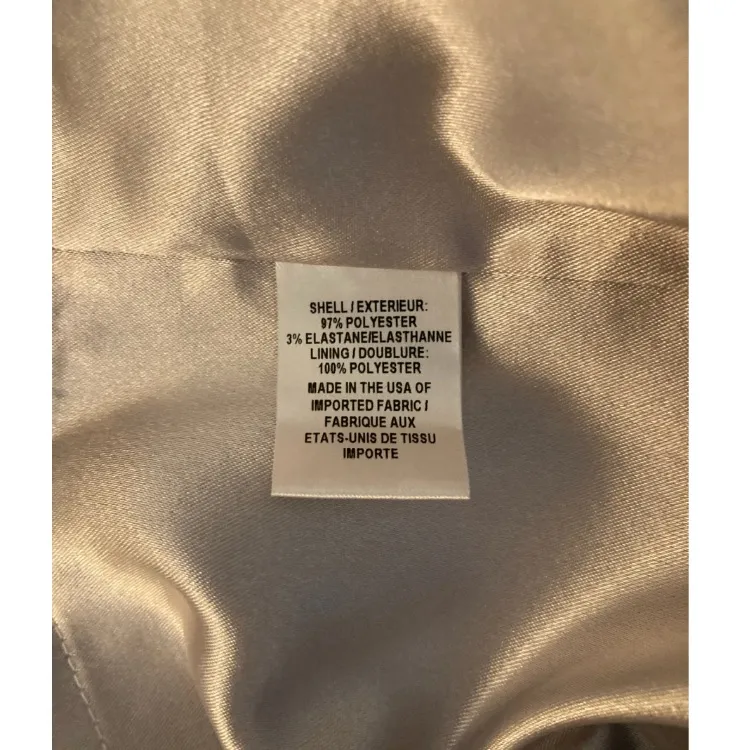 SHELL / EXTERIEUR:
97% POLYESTER
3% ELASTANE/ELASTHANNE
LINING / DOUBLURE:
100% POLYESTER
MADE IN THE USA OF
IMPORTED FABRIC /
FABRIQUE AUX
ETATS-UNIS DE TISSU
IMPORTE